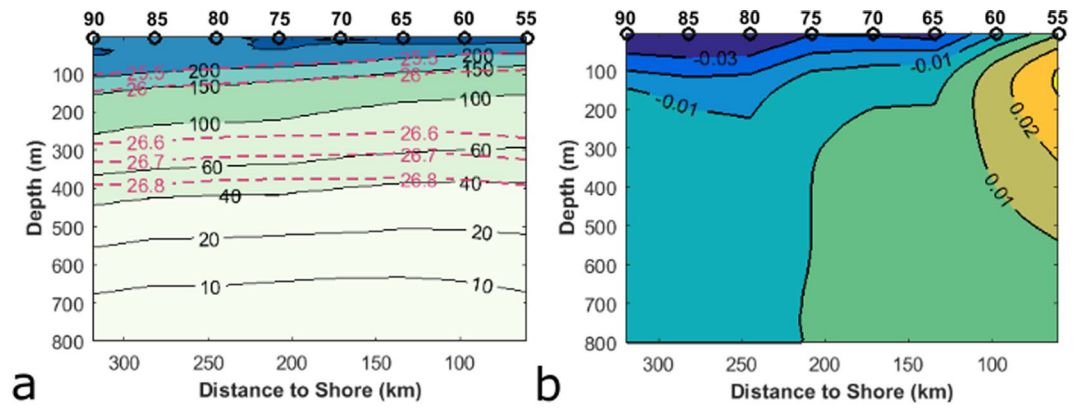 90 85 80 75 70 65 60 55
25.5 200 25.5 200
26 150 26 150
100 100
26.6 26.6
26.7 60 26.7 60
26.8 40 26.8 40
20 20
10 10
100
200
300
400
500
600
700
800
Depth (m)
300 250 200 150 100
Distance to Shore (km)
a
90 85 80 75 70 65 60 55
-0.03 -0.01
-0.01 0.02
0.01
100
200
300
400
500
600
700
800
Depth (m)
300 250 200 150 100
Distance to Shore (km)
b